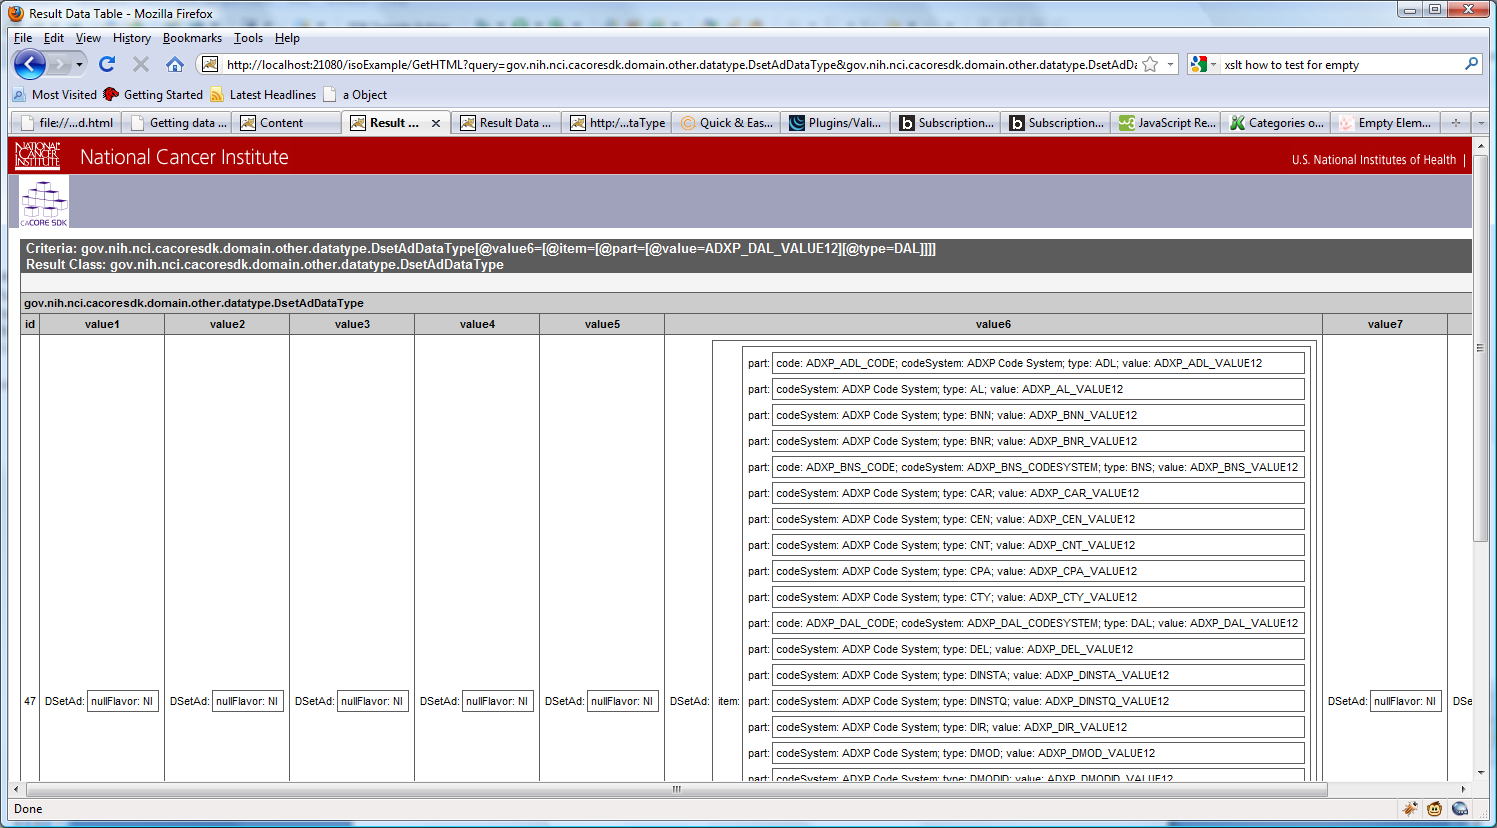 Result Data Table - Mozilla Firefox
File Edit View History Bookmarks Tools Help
http://localhost:21080/isoExample/GetHTML?query=gov.nih.nci.cacoresdk.domain.other.datatype.DsetAdDataType&gov.nih.nci.cacoresdk.domain.other.datatype.DsetAdDa xslt how to test for empty
Most Visited Getting Started Latest Headlines a Object
file://...d.html Getting data ... Content Result ... Result Data ... http:/...taType Quick & Eas... Plugins/Vali... Subscription... Subscription... JavaScript Re... Categories o... Empty Elem...
NATIONAL CANCER INSTITUTE National Cancer Institute U.S. National Institutes of Health |
caCORE SDK
Criteria: gov.nih.nci.cacoresdk.domain.other.datatype.DsetAdDataType[@value6=[@item=[@part=[@value=ADXP_DAL_VALUE12][@type=DAL]]]]
Result Class: gov.nih.nci.cacoresdk.domain.other.datatype.DsetAdDataType
gov.nih.nci.cacoresdk.domain.other.datatype.DsetAdDataType
id value1 value2 value3 value4 value5 value6 value7
part: code: ADXP_ADL_CODE; codeSystem: ADXP Code System; type: ADL; value: ADXP_ADL_VALUE12
part: codeSystem: ADXP Code System; type: AL; value: ADXP_AL_VALUE12
part: codeSystem: ADXP Code System; type: BNN; value: ADXP_BNN_VALUE12
part: codeSystem: ADXP Code System; type: BNR; value: ADXP_BNR_VALUE12
part: code: ADXP_BNS_CODE; codeSystem: ADXP_BNS_CODESYSTEM; type: BNS; value: ADXP_BNS_VALUE12
part: codeSystem: ADXP Code System; type: CAR; value: ADXP_CAR_VALUE12
part: codeSystem: ADXP Code System; type: CEN; value: ADXP_CEN_VALUE12
part: codeSystem: ADXP Code System; type: CNT; value: ADXP_CNT_VALUE12
part: codeSystem: ADXP Code System; type: CPA; value: ADXP_CPA_VALUE12
part: codeSystem: ADXP Code System; type: CTY; value: ADXP_CTY_VALUE12
part: code: ADXP_DAL_CODE; codeSystem: ADXP_DAL_CODESYSTEM; type: DAL; value: ADXP_DAL_VALUE12
part: codeSystem: ADXP Code System; type: DEL; value: ADXP_DEL_VALUE12
part: codeSystem: ADXP Code System; type: DINSTA; value: ADXP_DINSTA_VALUE12
47 DSetAd: nullFlavor: NI DSetAd: nullFlavor: NI DSetAd: nullFlavor: NI DSetAd: nullFlavor: NI DSetAd: nullFlavor: NI DSetAd: item: part: codeSystem: ADXP Code System; type: DINSTQ; value: ADXP_DINSTQ_VALUE12 DSetAd: nullFlavor: NI DSe
part: codeSystem: ADXP Code System; type: DIR; value: ADXP_DIR_VALUE12
part: codeSystem: ADXP Code System; type: DMOD; value: ADXP_DMOD_VALUE12
part: codeSystem: ADXP Code System; type: DMODID; value: ADXP_DMODID_VALUE12
Done